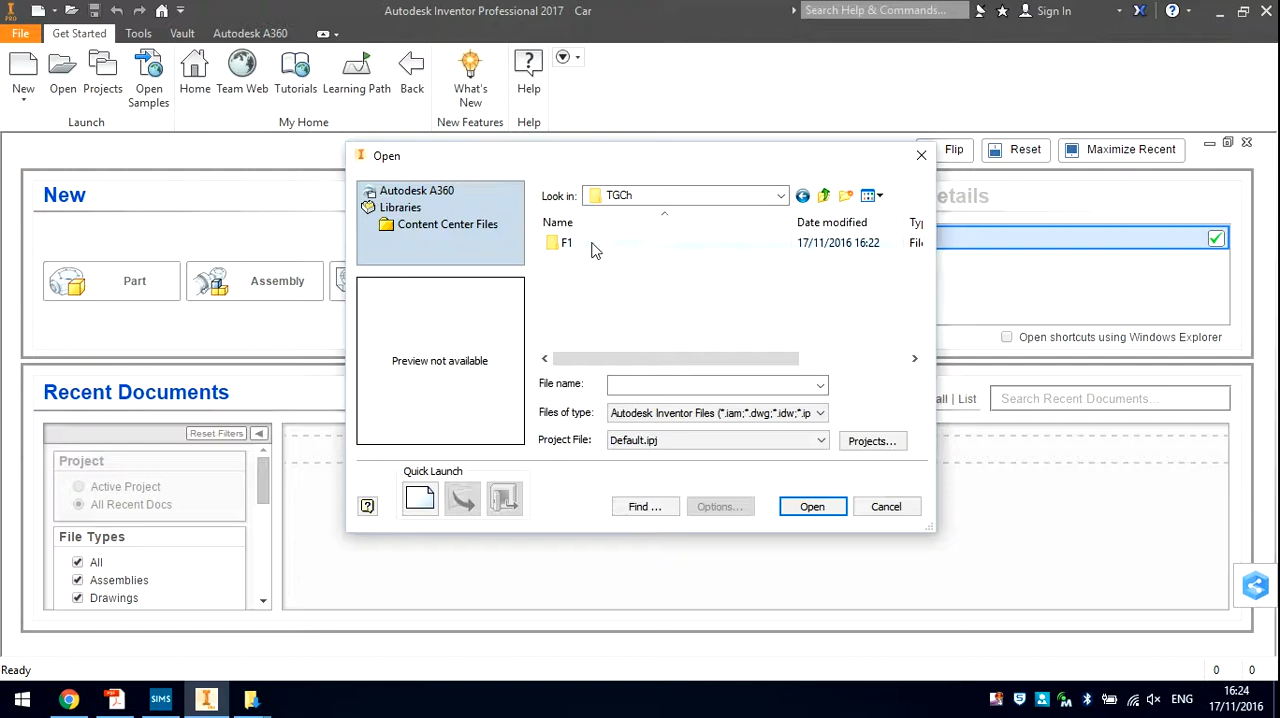 PRO
Autodesk Inventor Professional 2017 Car
Search Help & Commands...
Sign In
File
Get Started
Tools
Vault
Autodesk A360
New
Open
Projects
Open Samples
Home
Team Web
Tutorials
Learning Path
Back
What's New
Help
Launch
My Home
New Features
Help
Flip
Reset
Maximize Recent
New
Part
Assembly
etails
Open shortcuts using Windows Explorer
Open
Autodesk A360
Libraries
Content Center Files
Look in:
TGCh
Name
Date modified
Ty
F1
17/11/2016 16:22
File
Preview not available
File name:
Files of type:
Autodesk Inventor Files (*.iam;*.dwg;*.idw;*.ip
Project File:
Default.ipj
Projects...
Quick Launch
Find ...
Options...
Open
Cancel
Recent Documents
all | List
Search Recent Documents...
Reset Filters
Project
Active Project
All Recent Docs
File Types
All
Assemblies
Drawings
Ready
0
0
SIMS
ENG
16:24
17/11/2016